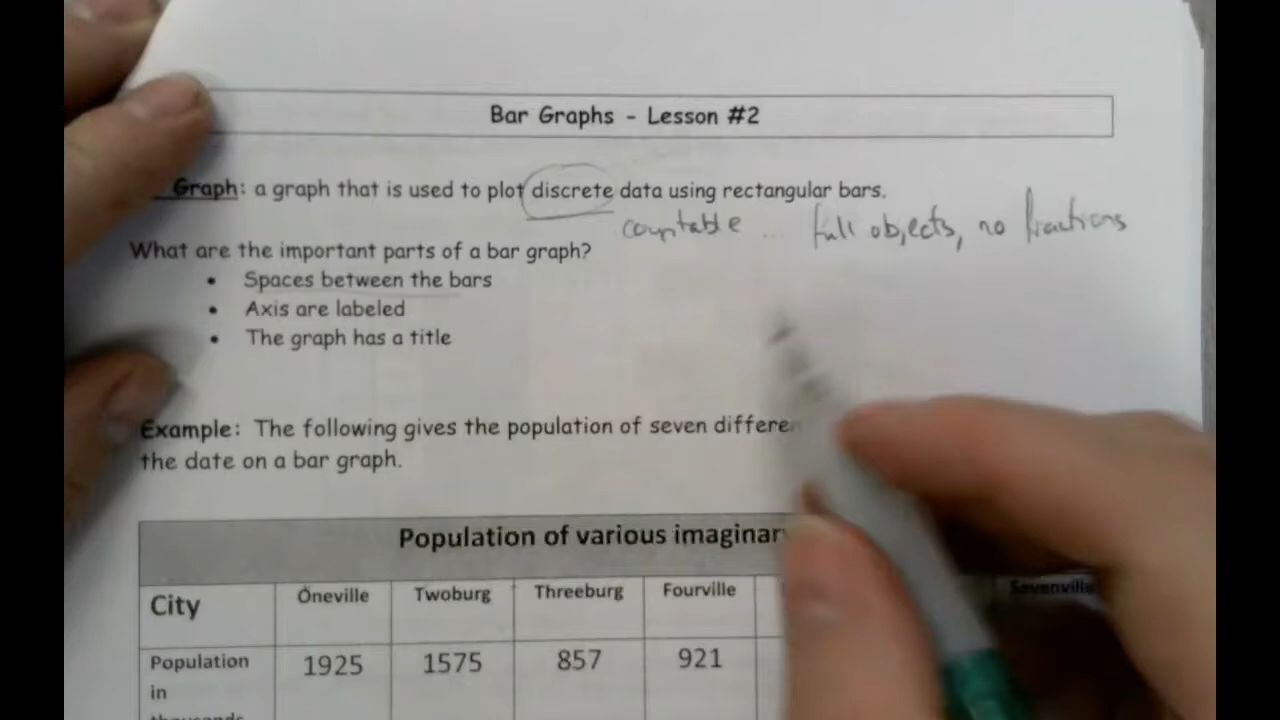 Bar Graphs - Lesson #2
Graph: a graph that is used to plot discrete data using rectangular bars.
countable ... full objects, no fractions
What are the important parts of a bar graph?
• Spaces between the bars
• Axis are labeled
• The graph has a title
Example: The following gives the population of seven differen
the date on a bar graph.
Population of various imaginar
City Oneville Twoburg Threeburg Fourville Sevenville
Population 1925 1575 857 921
in
thousands